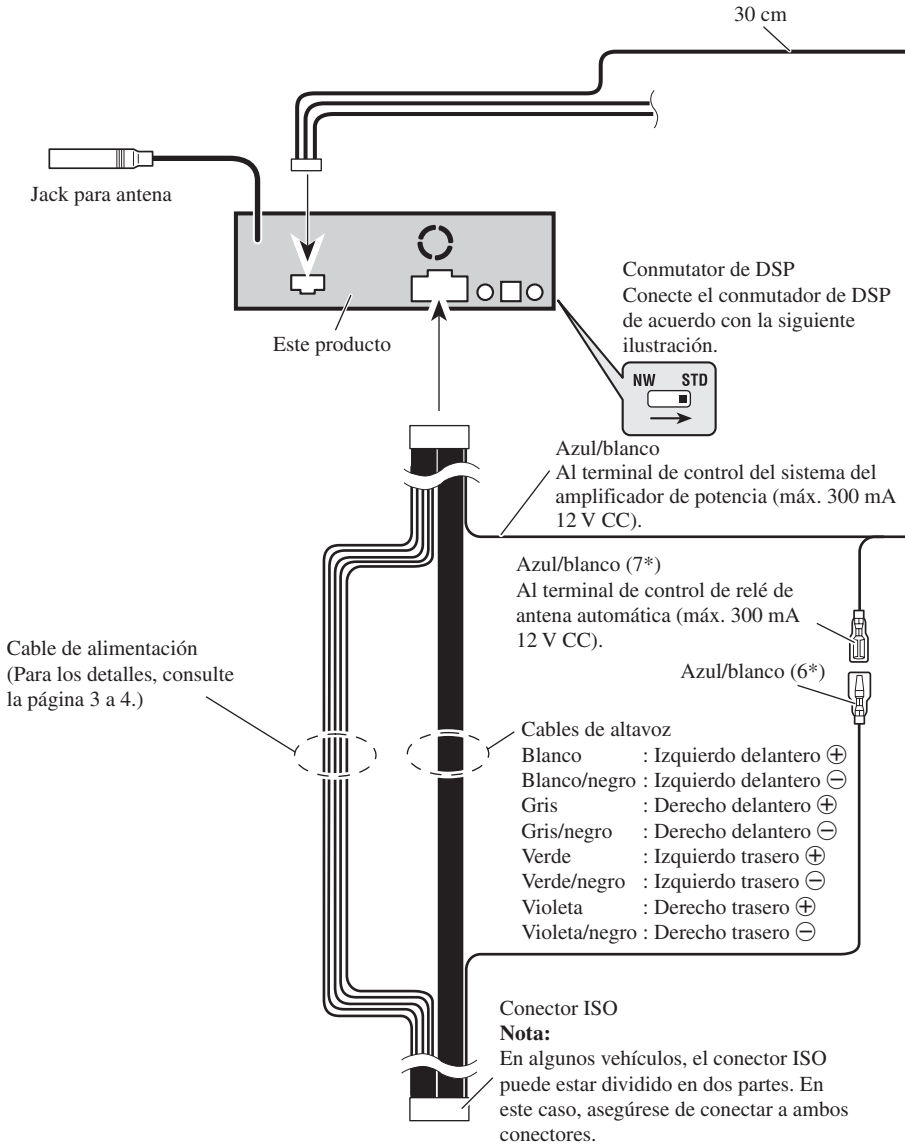 30 cm
Jack para antena
Este producto
Conmutator de DSP
Conecte el conmutador de DSP
de acuerdo con la siguiente
ilustración.
NW STD
Azul/blanco
Al terminal de control del sistema del
amplificador de potencia (máx. 300 mA
12 V CC).
Azul/blanco (7*)
Al terminal de control de relé de
antena automática (máx. 300 mA
12 V CC).
Azul/blanco (6*)
Cable de alimentación
(Para los detalles, consulte
la página 3 a 4.)
Cables de altavoz
Blanco : Izquierdo delantero ⊕
Blanco/negro : Izquierdo delantero ⊖
Gris : Derecho delantero ⊕
Gris/negro : Derecho delantero ⊖
Verde : Izquierdo trasero ⊕
Verde/negro : Izquierdo trasero ⊖
Violeta : Derecho trasero ⊕
Violeta/negro : Derecho trasero ⊖
Conector ISO
Nota:
En algunos vehículos, el conector ISO
puede estar dividido en dos partes. En
este caso, asegúrese de conectar a ambos
conectores.